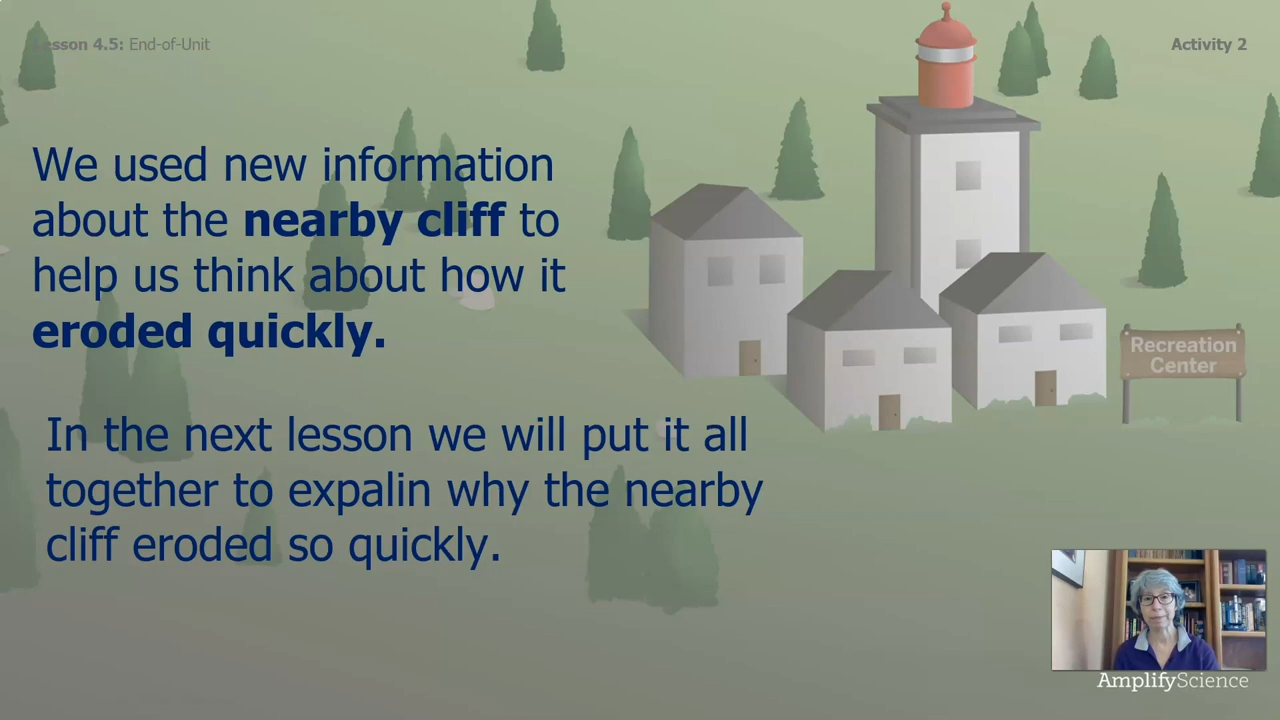 Lesson 4.5: End-of-Unit
Activity 2
We used new information
about the nearby cliff to
help us think about how it
eroded quickly.
In the next lesson we will put it all
together to expalin why the nearby
cliff eroded so quickly.
Recreation
Center
AmplifyScience